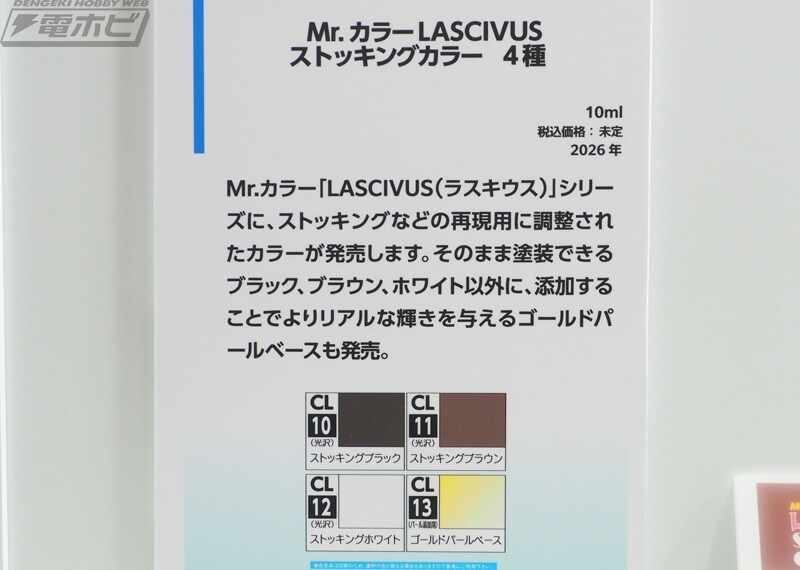 DENGEKI HOBBY WEB
電ホビ
Mr. カラー LASCIVUS
ストッキングカラー 4種
10ml
税込価格：未定
2026年
Mr.カラー「LASCIVUS（ラスキウス）」シリー
ズに、ストッキングなどの再現用に調整され
たカラーが発売します。そのまま塗装できる
ブラック、ブラウン、ホワイト以外に、添加する
ことでよりリアルな輝きを与えるゴールドパ
ールベースも発売。
CL
10
(光沢)
ストッキングブラック
CL
11
(光沢)
ストッキングブラウン
CL
12
(光沢)
ストッキングホワイト
CL
13
(パール添加用)
ゴールドパールベース